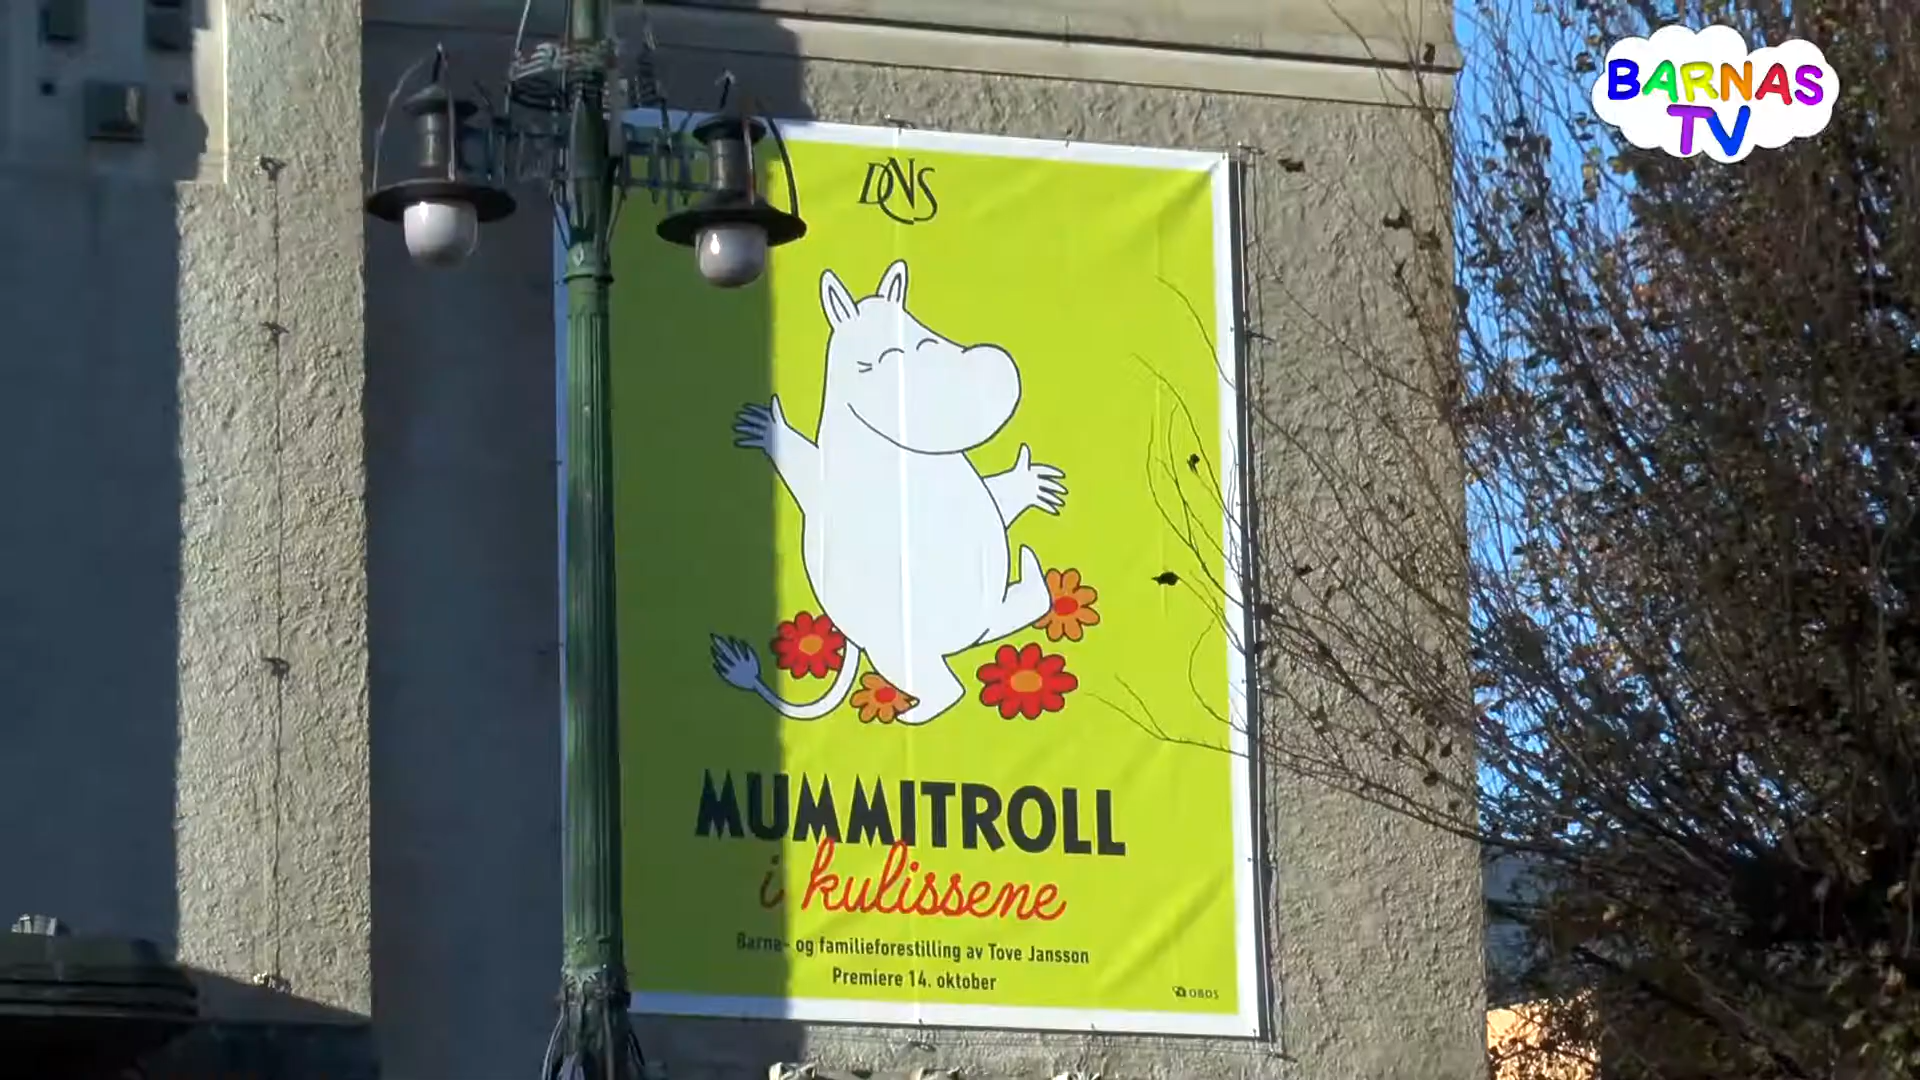 BARNAS
TV
DNS
MUMMITROLL
i kulissene
Barne- og familieforestilling av Tove Jansson
Premiere 14. oktober
OBOS